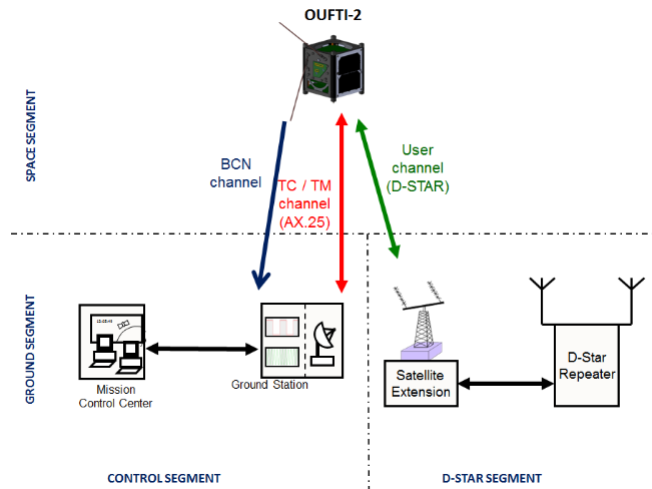 OUFTI-2
SPACE SEGMENT
BCN
channel
TC / TM
channel
(AX.25)
User
channel
(D-STAR)
GROUND SEGMENT
Mission
Control Center
Ground Station
Satellite
Extension
D-Star
Repeater
CONTROL SEGMENT
D-STAR SEGMENT